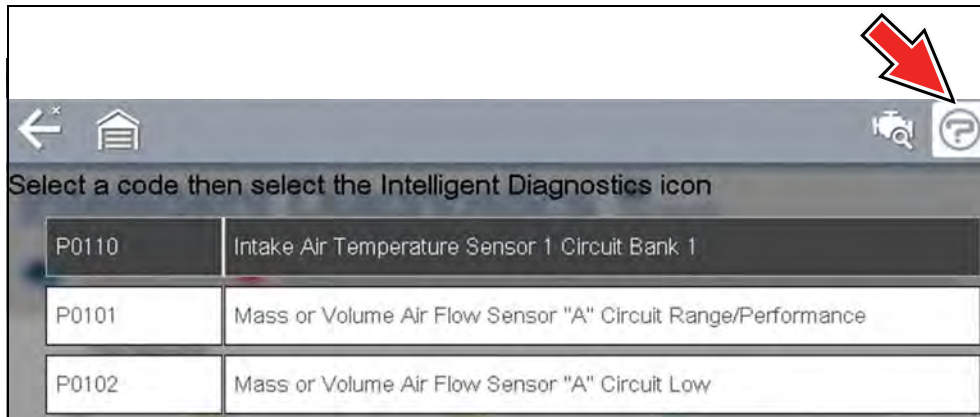 Select a code then select the Intelligent Diagnostics icon
P0110 Intake Air Temperature Sensor 1 Circuit Bank 1
P0101 Mass or Volume Air Flow Sensor "A" Circuit Range/Performance
P0102 Mass or Volume Air Flow Sensor "A" Circuit Low